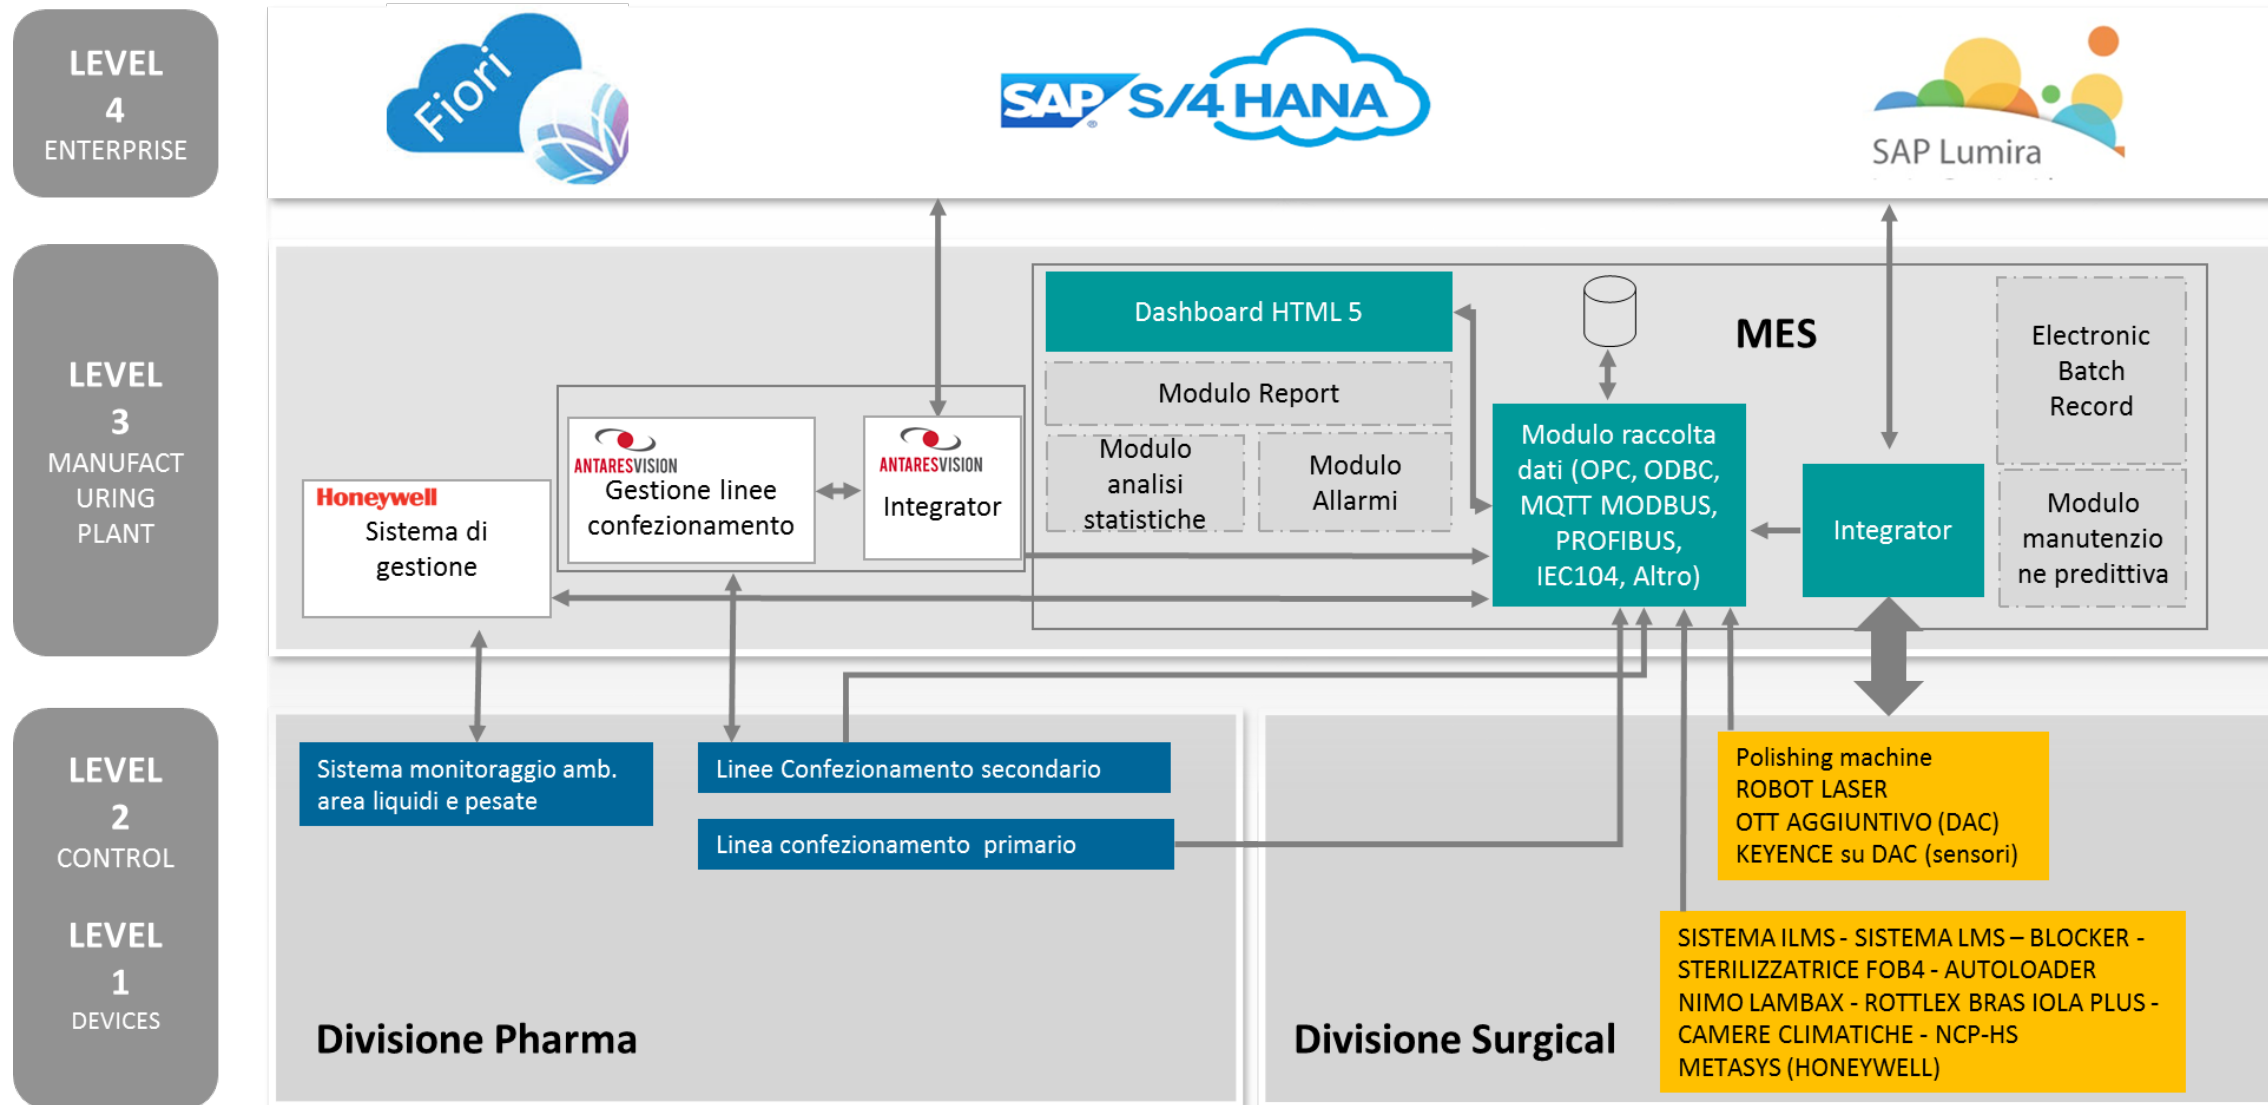 LEVEL
4
ENTERPRISE
Fiori
SAP S/4 HANA
®
SAP Lumira
LEVEL
3
MANUFACT
URING
PLANT
Dashboard HTML 5
MES
Modulo Report
Modulo
analisi
statistiche
Modulo
Allarmi
Modulo raccolta
dati (OPC, ODBC,
MQTT MODBUS,
PROFIBUS,
IEC104, Altro)
Integrator
Electronic
Batch
Record
Modulo
manutenzio
ne predittiva
Honeywell
Sistema di
gestione
ANTARESVISION
Gestione linee
confezionamento
ANTARESVISION
Integrator
LEVEL
2
CONTROL
LEVEL
1
DEVICES
Sistema monitoraggio amb.
area liquidi e pesate
Linee Confezionamento secondario
Linea confezionamento  primario
Divisione Pharma
Polishing machine
ROBOT LASER
OTT AGGIUNTIVO (DAC)
KEYENCE su DAC (sensori)
SISTEMA ILMS - SISTEMA LMS – BLOCKER -
STERILIZZATRICE FOB4 - AUTOLOADER
NIMO LAMBAX - ROTTLEX BRAS IOLA PLUS -
CAMERE CLIMATICHE - NCP-HS
METASYS (HONEYWELL)
Divisione Surgical